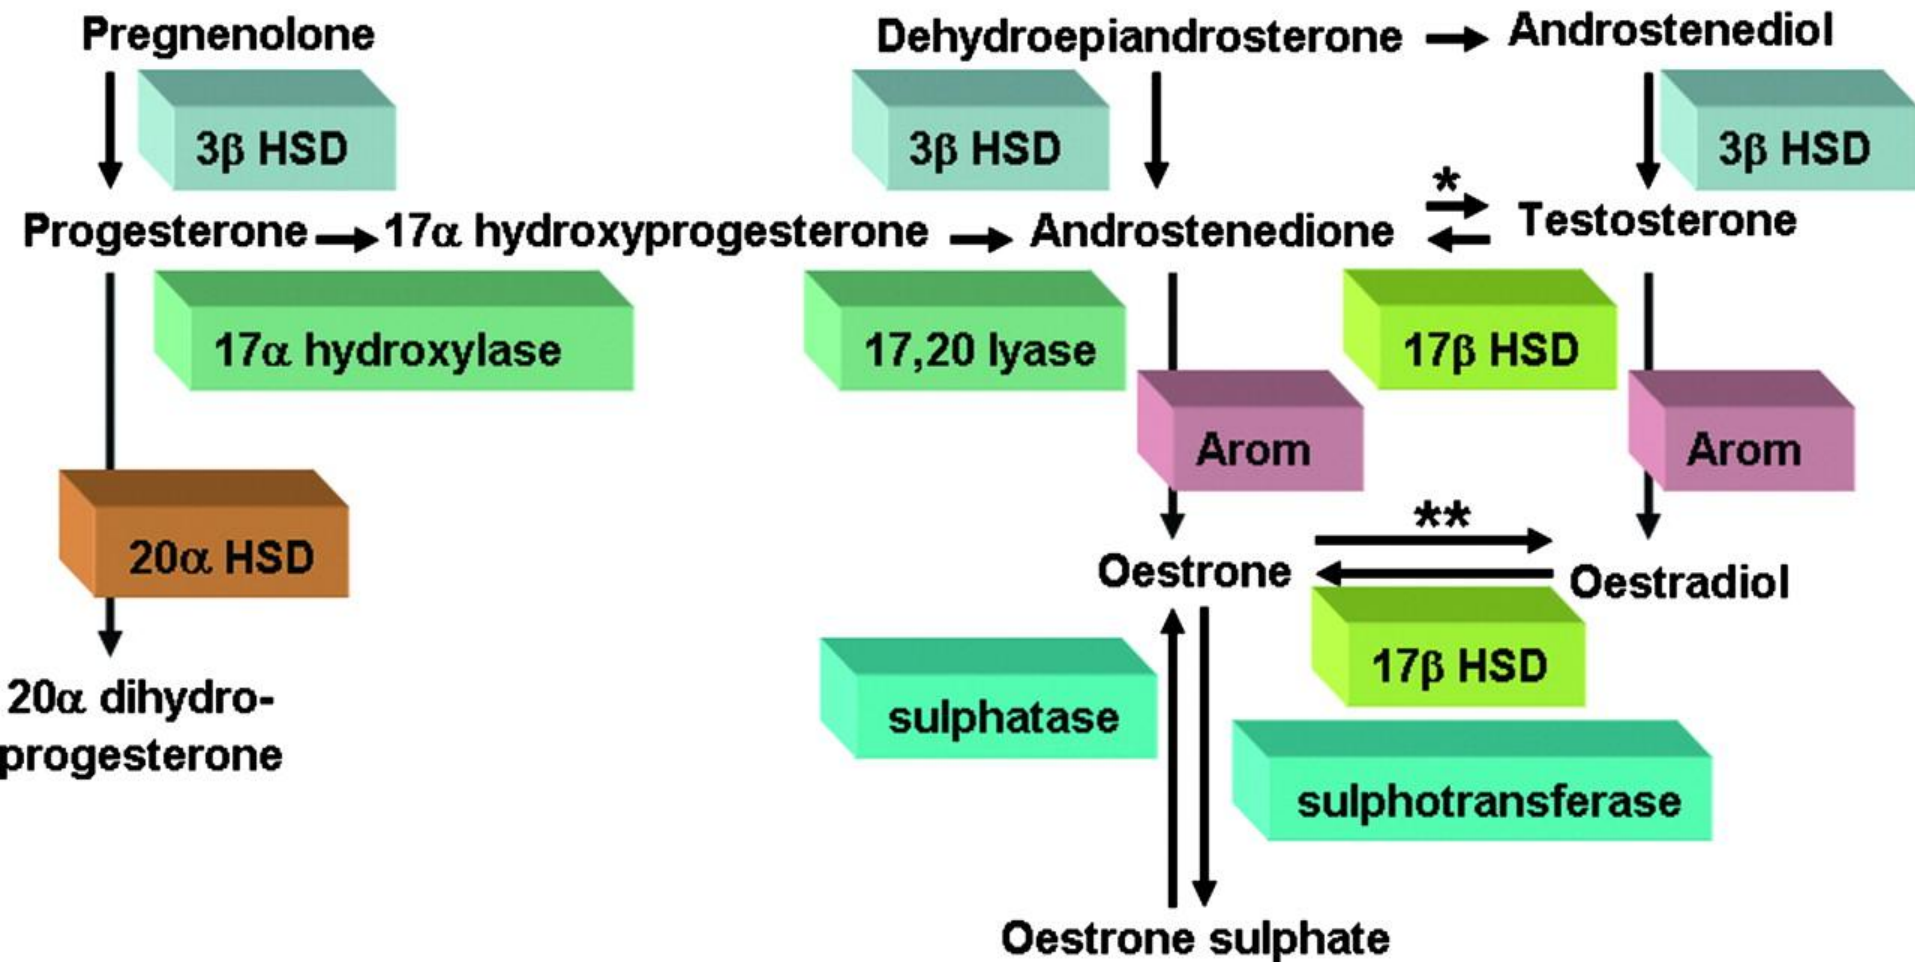 Pregnenolone
Dehydroepiandrosterone
Androstenediol
3β HSD
3β HSD
3β HSD
*
Progesterone
17α hydroxyprogesterone
Androstenedione
Testosterone
17α hydroxylase
17,20 lyase
17β HSD
Arom
Arom
**
20α HSD
Oestrone
Oestradiol
17β HSD
20α dihydro-
progesterone
sulphatase
sulphotransferase
Oestrone sulphate